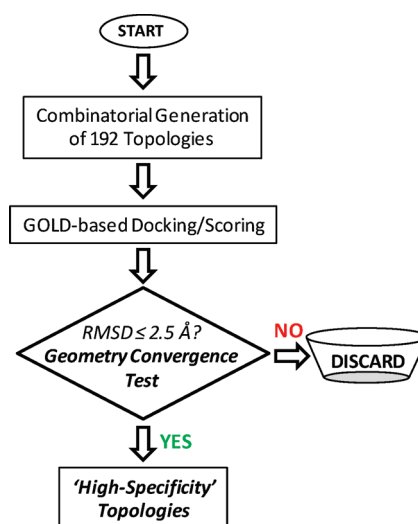 START
Combinatorial Generation
of 192 Topologies
GOLD-based Docking/Scoring
RMSD ≤ 2.5 Å?
Geometry Convergence
Test
NO
DISCARD
YES
‘High-Specificity’
Topologies